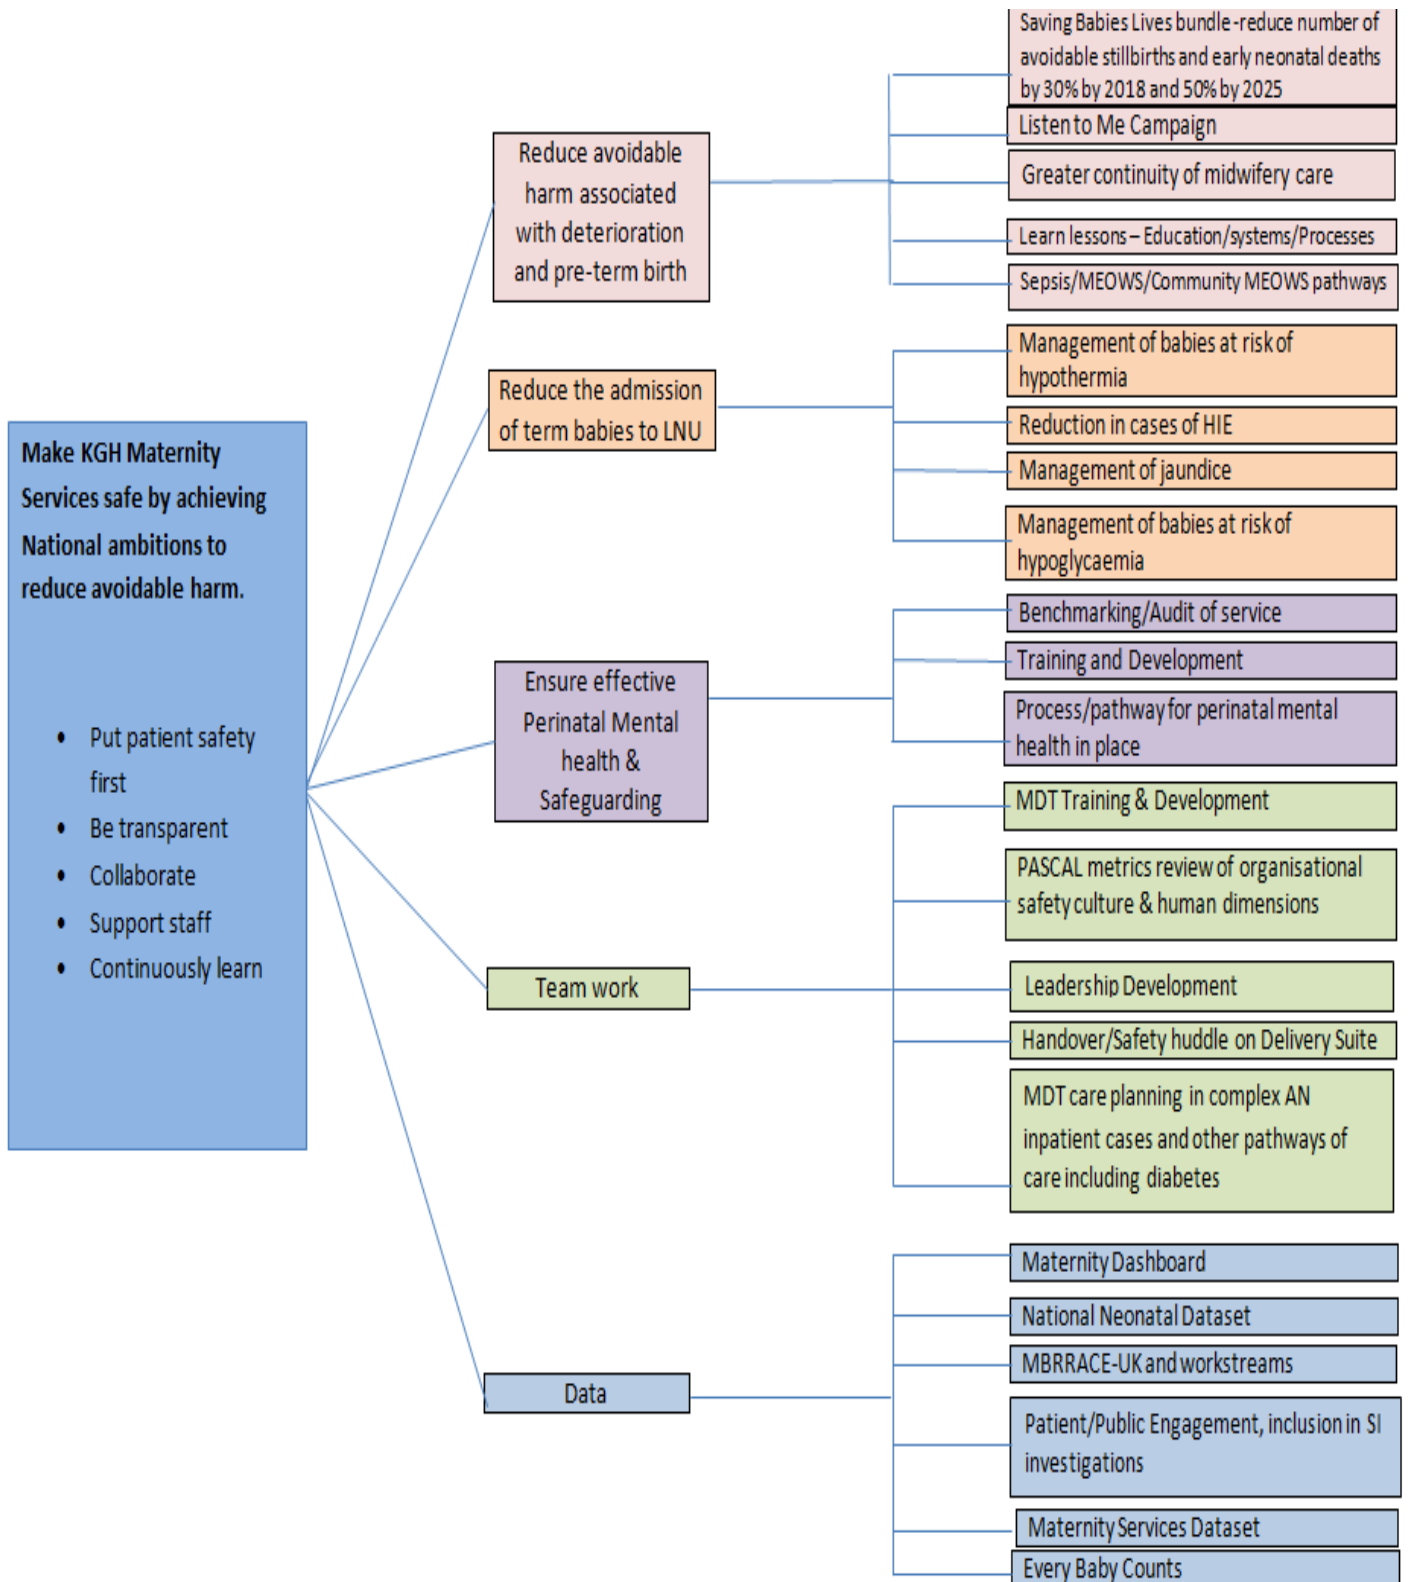 Make KGH Maternity
Services safe by achieving
National ambitions to
reduce avoidable harm.
• Put patient safety
first
• Be transparent
• Collaborate
• Support staff
• Continuously learn
Reduce avoidable
harm associated
with deterioration
and pre-term birth
Saving Babies Lives bundle -reduce number of
avoidable stillbirths and early neonatal deaths
by 30% by 2018 and 50% by 2025
Listen to Me Campaign
Greater continuity of midwifery care
Learn lessons – Education/systems/Processes
Sepsis/MEOWS/Community MEOWS pathways
Reduce the admission
of term babies to LNU
Management of babies at risk of
hypothermia
Reduction in cases of HIE
Management of jaundice
Management of babies at risk of
hypoglycaemia
Ensure effective
Perinatal Mental
health &
Safeguarding
Benchmarking/Audit of service
Training and Development
Process/pathway for perinatal mental
health in place
Team work
MDT Training & Development
PASCAL metrics review of organisational
safety culture & human dimensions
Leadership Development
Handover/Safety huddle on Delivery Suite
MDT care planning in complex AN
inpatient cases and other pathways of
care including diabetes
Data
Maternity Dashboard
National Neonatal Dataset
MBRRACE-UK and workstreams
Patient/Public Engagement, inclusion in SI
investigations
Maternity Services Dataset
Every Baby Counts